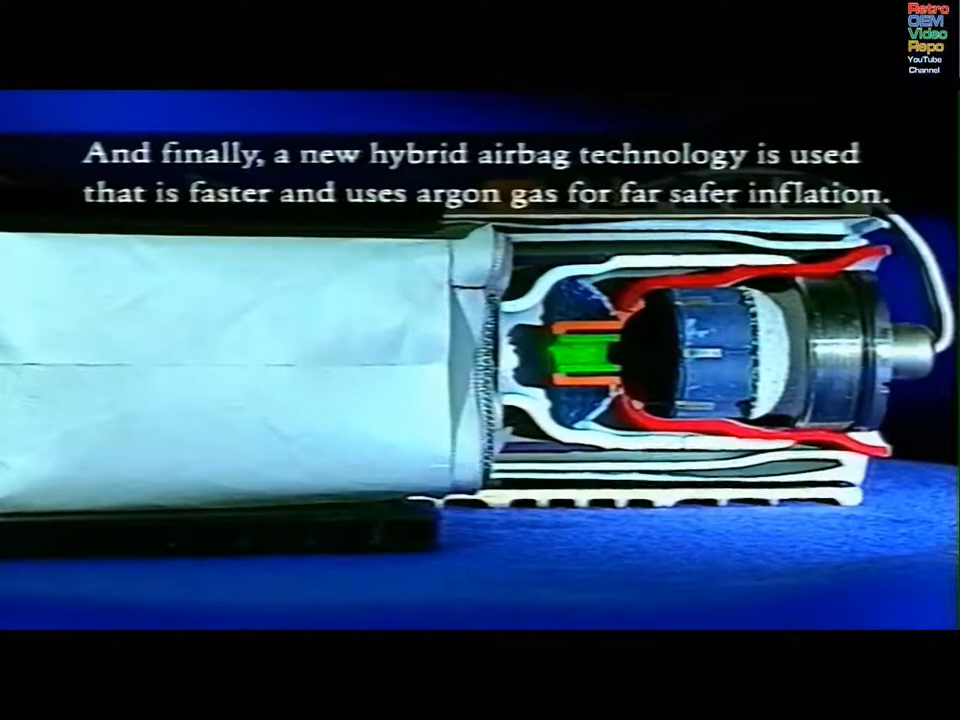 Retro
OEM
Video
Repo
YouTube
Channel
And finally, a new hybrid airbag technology is used
that is faster and uses argon gas for far safer inflation.